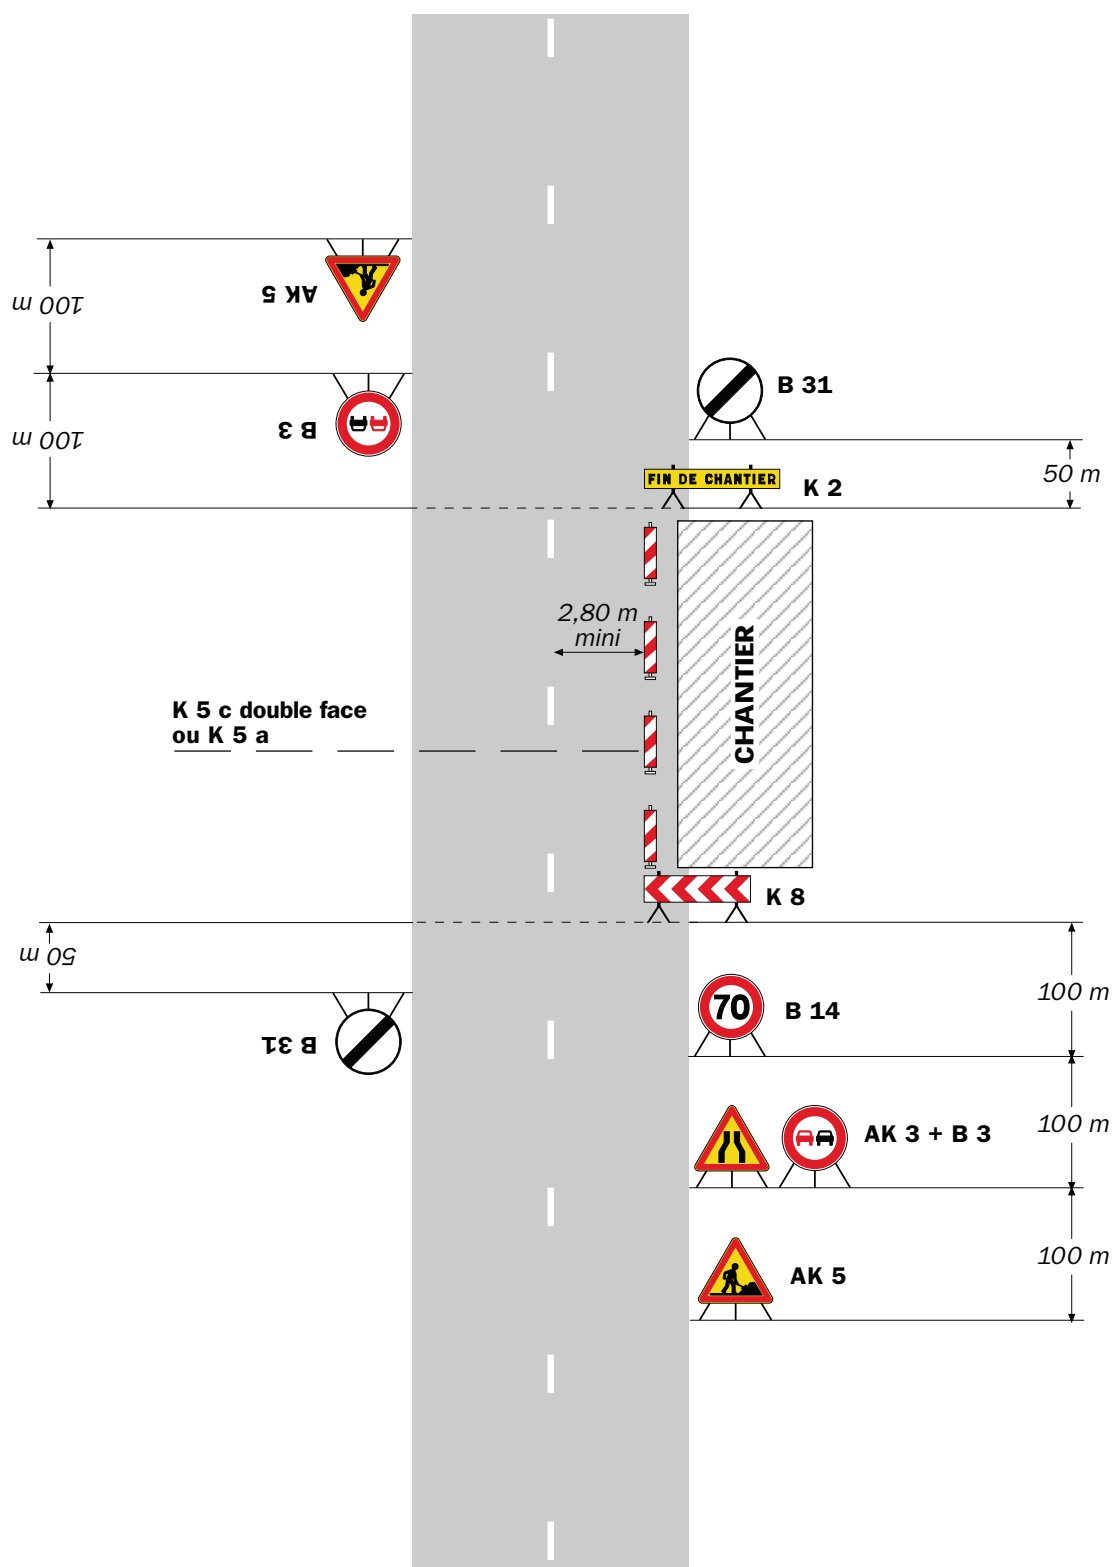 AK 5
100 m
B 3
100 m
B 31
50 m
FIN DE CHANTIER
K 2
2,80 m
mini
CHANTIER
K 5 c double face
ou K 5 a
K 8
50 m
B 31
70
B 14
100 m
AK 3 + B 3
100 m
AK 5
100 m